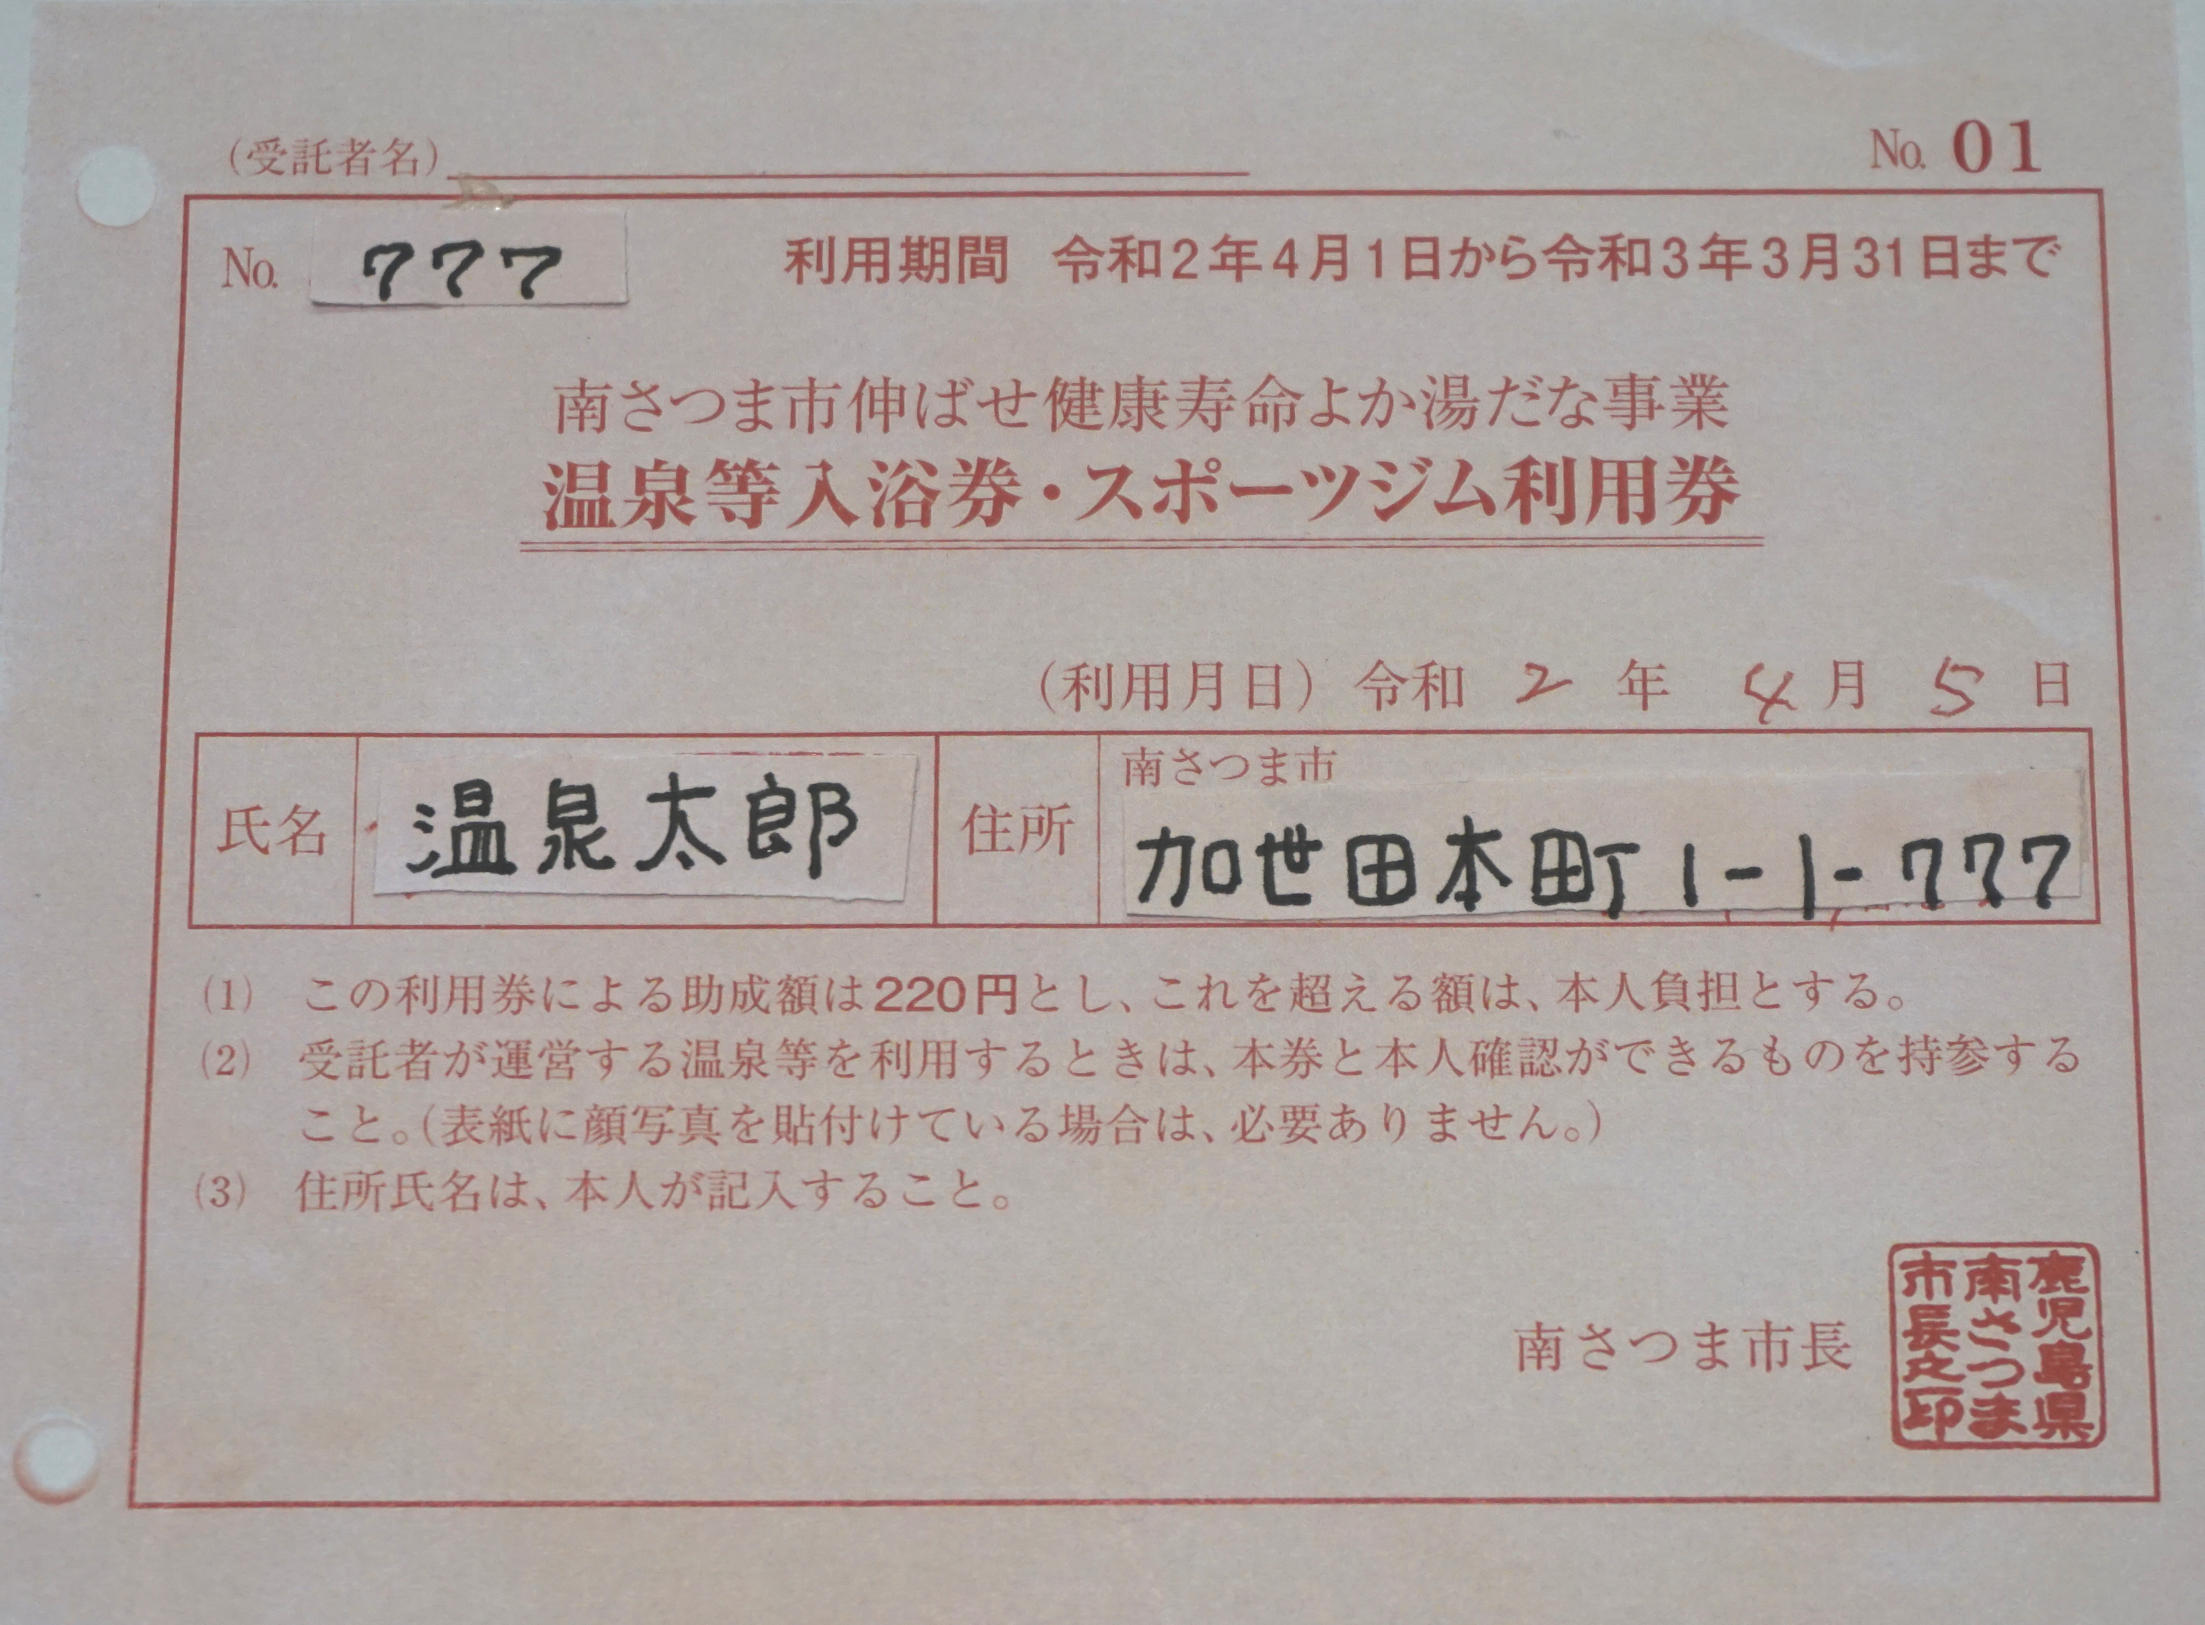 (受託者名)
No. 01
No. 777 利用期間 令和2年4月1日から令和3年3月31日まで
南さつま市伸ばせ健康寿命よか湯だな事業
温泉等入浴券・スポーツジム利用券
(利用月日) 令和 2 年 4 月 5 日
氏名 温泉太郎 住所 南さつま市
加世田本町1-1-777
(1) この利用券による助成額は220円とし、これを超える額は、本人負担とする。
(2) 受託者が運営する温泉等を利用するときは、本券と本人確認ができるものを持参する
こと。(表紙に顔写真を貼付けている場合は、必要ありません。)
(3) 住所氏名は、本人が記入すること。
南さつま市長
鹿児島県
南さつま
市長之印